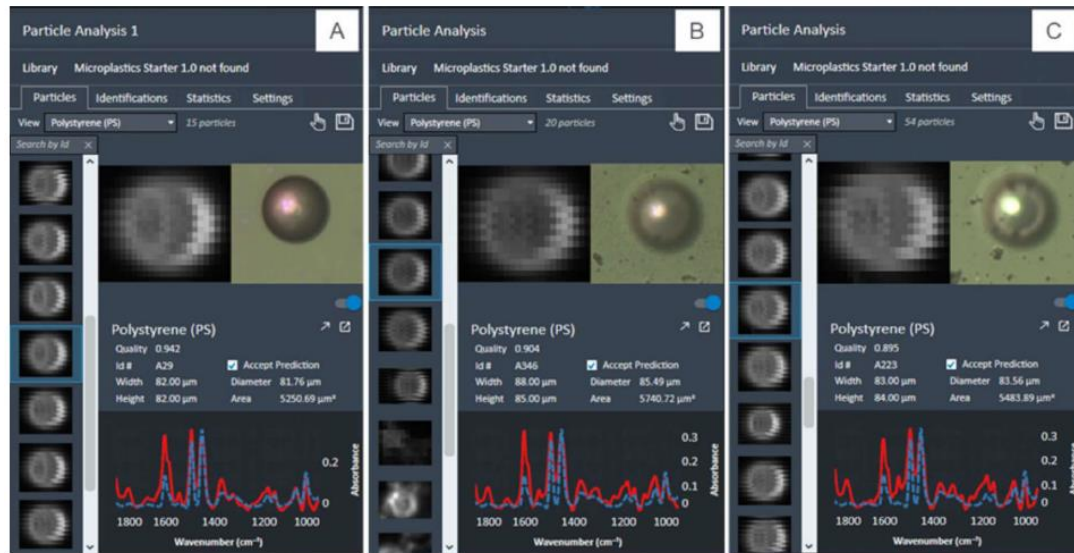 Particle Analysis 1
A
Library Microplastics Starter 1.0 not found
Particles Identifications Statistics Settings
View Polystyrene (PS) 15 particles
Search by Id
Polystyrene (PS)
Quality 0.942
Id # A29 Accept Prediction
Width 82.00 µm Diameter 81.76 µm
Height 82.00 µm Area 5250.69 µm²
0.2
0
Absorbance
1800 1600 1400 1200 1000
Wavenumber (cm⁻¹)
Particle Analysis
B
Library Microplastics Starter 1.0 not found
Particles Identifications Statistics Settings
View Polystyrene (PS) 20 particles
Search by Id
Polystyrene (PS)
Quality 0.904
Id # A346 Accept Prediction
Width 88.00 µm Diameter 85.49 µm
Height 85.00 µm Area 5740.72 µm²
0.3
0.2
0.1
0
Absorbance
1800 1600 1400 1200 1000
Wavenumber (cm⁻¹)
Particle Analysis
C
Library Microplastics Starter 1.0 not found
Particles Identifications Statistics Settings
View Polystyrene (PS) 54 particles
Search by Id
Polystyrene (PS)
Quality 0.895
Id # A223 Accept Prediction
Width 83.00 µm Diameter 83.56 µm
Height 84.00 µm Area 5483.89 µm²
0.3
0.2
0.1
0
Absorbance
1800 1600 1400 1200 1000
Wavenumber (cm⁻¹)